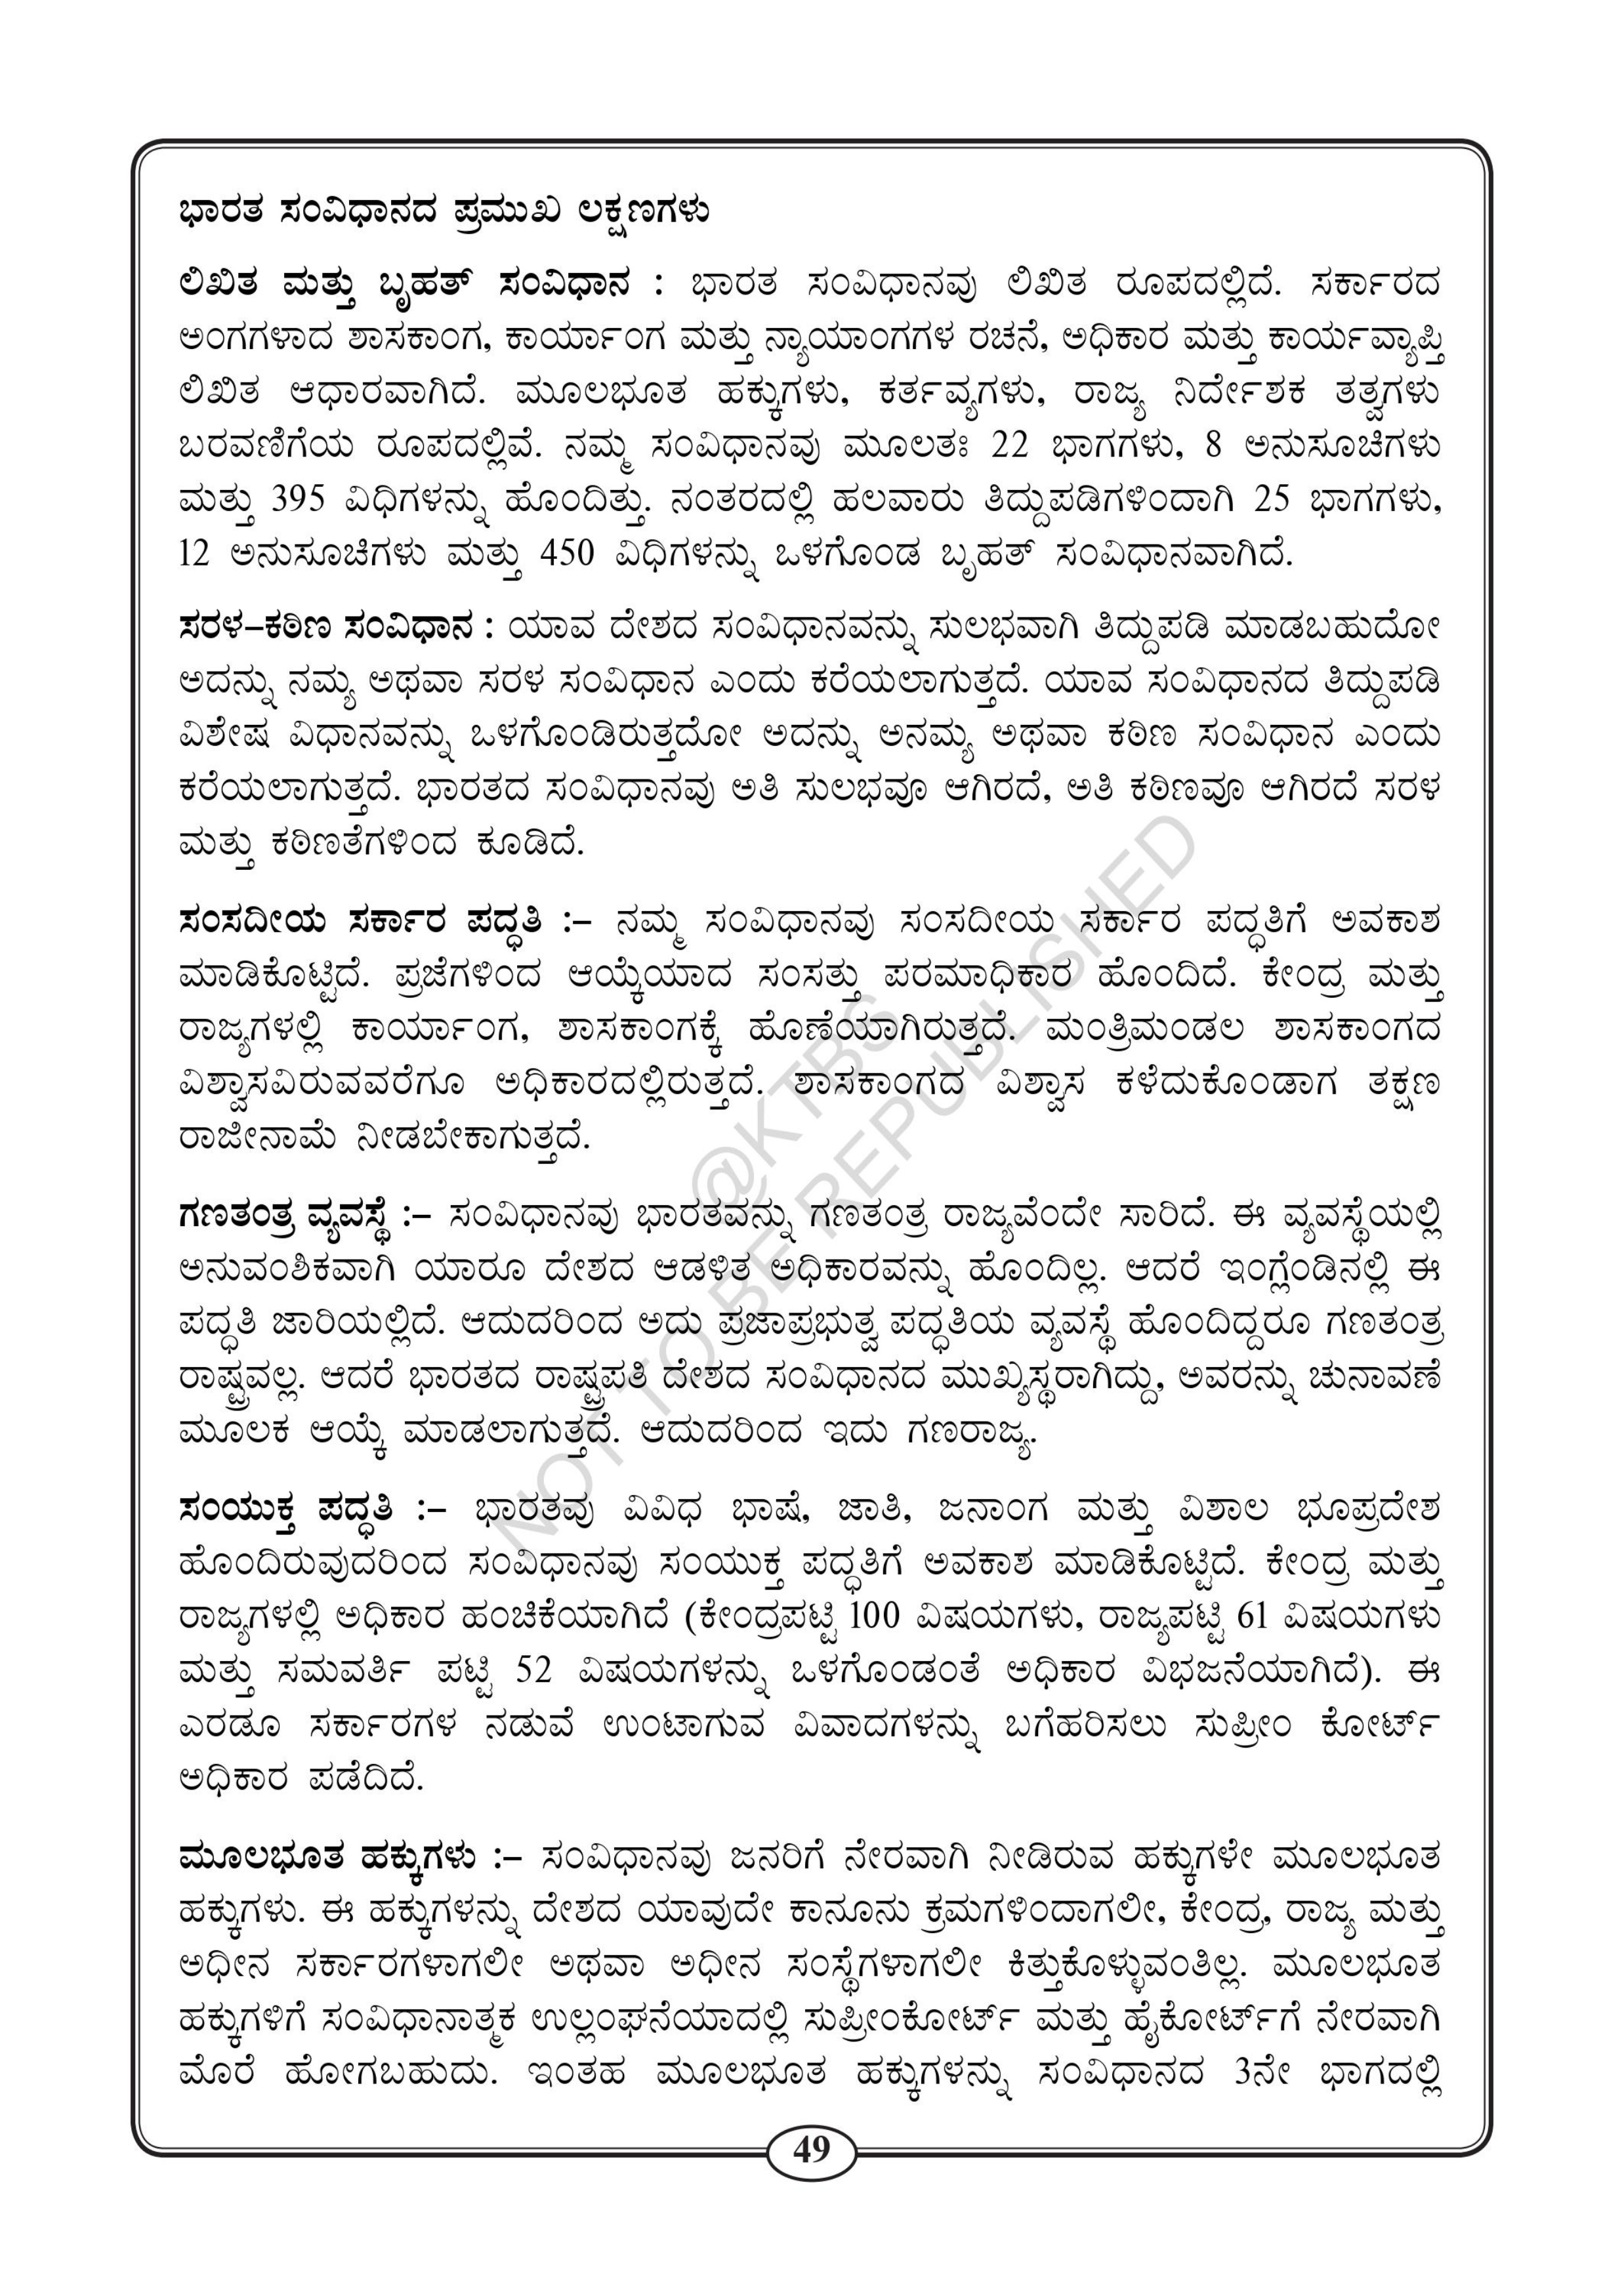 ಭಾರತ ಸಂವಿಧಾನದ ಪ್ರಮುಖ ಲಕ್ಷಣಗಳು
ಲಿಖಿತ ಮತ್ತು ಬೃಹತ್ ಸಂವಿಧಾನ : ಭಾರತ ಸಂವಿಧಾನವು ಲಿಖಿತ ರೂಪದಲ್ಲಿದೆ. ಸರ್ಕಾರದ
ಅಂಗಗಳಾದ ಶಾಸಕಾಂಗ, ಕಾರ್ಯಾಂಗ ಮತ್ತು ನ್ಯಾಯಾಂಗಗಳ ರಚನೆ, ಅಧಿಕಾರ ಮತ್ತು ಕಾರ್ಯವ್ಯಾಪ್ತಿ
ಲಿಖಿತ ಆಧಾರವಾಗಿದೆ. ಮೂಲಭೂತ ಹಕ್ಕುಗಳು, ಕರ್ತವ್ಯಗಳು, ರಾಜ್ಯ ನಿರ್ದೇಶಕ ತತ್ವಗಳು
ಬರವಣಿಗೆಯ ರೂಪದಲ್ಲಿವೆ. ನಮ್ಮ ಸಂವಿಧಾನವು ಮೂಲತಃ 22 ಭಾಗಗಳು, 8 ಅನುಸೂಚಿಗಳು
ಮತ್ತು 395 ವಿಧಿಗಳನ್ನು ಹೊಂದಿತ್ತು. ನಂತರದಲ್ಲಿ ಹಲವಾರು ತಿದ್ದುಪಡಿಗಳಿಂದಾಗಿ 25 ಭಾಗಗಳು,
12 ಅನುಸೂಚಿಗಳು ಮತ್ತು 450 ವಿಧಿಗಳನ್ನು ಒಳಗೊಂಡ ಬೃಹತ್ ಸಂವಿಧಾನವಾಗಿದೆ.
ಸರಳ–ಕಠಿಣ ಸಂವಿಧಾನ : ಯಾವ ದೇಶದ ಸಂವಿಧಾನವನ್ನು ಸುಲಭವಾಗಿ ತಿದ್ದುಪಡಿ ಮಾಡಬಹುದೋ
ಅದನ್ನು ನಮ್ಯ ಅಥವಾ ಸರಳ ಸಂವಿಧಾನ ಎಂದು ಕರೆಯಲಾಗುತ್ತದೆ. ಯಾವ ಸಂವಿಧಾನದ ತಿದ್ದುಪಡಿ
ವಿಶೇಷ ವಿಧಾನವನ್ನು ಒಳಗೊಂಡಿರುತ್ತದೋ ಅದನ್ನು ಅನಮ್ಯ ಅಥವಾ ಕಠಿಣ ಸಂವಿಧಾನ ಎಂದು
ಕರೆಯಲಾಗುತ್ತದೆ. ಭಾರತದ ಸಂವಿಧಾನವು ಅತಿ ಸುಲಭವೂ ಆಗಿರದೆ, ಅತಿ ಕಠಿಣವೂ ಆಗಿರದೆ ಸರಳ
ಮತ್ತು ಕಠಿಣತೆಗಳಿಂದ ಕೂಡಿದೆ.
ಸಂಸದೀಯ ಸರ್ಕಾರ ಪದ್ಧತಿ :– ನಮ್ಮ ಸಂವಿಧಾನವು ಸಂಸದೀಯ ಸರ್ಕಾರ ಪದ್ಧತಿಗೆ ಅವಕಾಶ
ಮಾಡಿಕೊಟ್ಟಿದೆ. ಪ್ರಜೆಗಳಿಂದ ಆಯ್ಕೆಯಾದ ಸಂಸತ್ತು ಪರಮಾಧಿಕಾರ ಹೊಂದಿದೆ. ಕೇಂದ್ರ ಮತ್ತು
ರಾಜ್ಯಗಳಲ್ಲಿ ಕಾರ್ಯಾಂಗ, ಶಾಸಕಾಂಗಕ್ಕೆ ಹೊಣೆಯಾಗಿರುತ್ತದೆ. ಮಂತ್ರಿಮಂಡಲ ಶಾಸಕಾಂಗದ
ವಿಶ್ವಾಸವಿರುವವರೆಗೂ ಅಧಿಕಾರದಲ್ಲಿರುತ್ತದೆ. ಶಾಸಕಾಂಗದ ವಿಶ್ವಾಸ ಕಳೆದುಕೊಂಡಾಗ ತಕ್ಷಣ
ರಾಜೀನಾಮೆ ನೀಡಬೇಕಾಗುತ್ತದೆ.
ಗಣತಂತ್ರ ವ್ಯವಸ್ಥೆ :– ಸಂವಿಧಾನವು ಭಾರತವನ್ನು ಗಣತಂತ್ರ ರಾಜ್ಯವೆಂದೇ ಸಾರಿದೆ. ಈ ವ್ಯವಸ್ಥೆಯಲ್ಲಿ
ಅನುವಂಶಿಕವಾಗಿ ಯಾರೂ ದೇಶದ ಆಡಳಿತ ಅಧಿಕಾರವನ್ನು ಹೊಂದಿಲ್ಲ. ಆದರೆ ಇಂಗ್ಲೆಂಡಿನಲ್ಲಿ ಈ
ಪದ್ಧತಿ ಜಾರಿಯಲ್ಲಿದೆ. ಆದುದರಿಂದ ಅದು ಪ್ರಜಾಪ್ರಭುತ್ವ ಪದ್ಧತಿಯ ವ್ಯವಸ್ಥೆ ಹೊಂದಿದ್ದರೂ ಗಣತಂತ್ರ
ರಾಷ್ಟ್ರವಲ್ಲ. ಆದರೆ ಭಾರತದ ರಾಷ್ಟ್ರಪತಿ ದೇಶದ ಸಂವಿಧಾನದ ಮುಖ್ಯಸ್ಥರಾಗಿದ್ದು, ಅವರನ್ನು ಚುನಾವಣೆ
ಮೂಲಕ ಆಯ್ಕೆ ಮಾಡಲಾಗುತ್ತದೆ. ಆದುದರಿಂದ ಇದು ಗಣರಾಜ್ಯ.
ಸಂಯುಕ್ತ ಪದ್ಧತಿ :– ಭಾರತವು ವಿವಿಧ ಭಾಷೆ, ಜಾತಿ, ಜನಾಂಗ ಮತ್ತು ವಿಶಾಲ ಭೂಪ್ರದೇಶ
ಹೊಂದಿರುವುದರಿಂದ ಸಂವಿಧಾನವು ಸಂಯುಕ್ತ ಪದ್ಧತಿಗೆ ಅವಕಾಶ ಮಾಡಿಕೊಟ್ಟಿದೆ. ಕೇಂದ್ರ ಮತ್ತು
ರಾಜ್ಯಗಳಲ್ಲಿ ಅಧಿಕಾರ ಹಂಚಿಕೆಯಾಗಿದೆ (ಕೇಂದ್ರಪಟ್ಟಿ 100 ವಿಷಯಗಳು, ರಾಜ್ಯಪಟ್ಟಿ 61 ವಿಷಯಗಳು
ಮತ್ತು ಸಮವರ್ತಿ ಪಟ್ಟಿ 52 ವಿಷಯಗಳನ್ನು ಒಳಗೊಂಡಂತೆ ಅಧಿಕಾರ ವಿಭಜನೆಯಾಗಿದೆ). ಈ
ಎರಡೂ ಸರ್ಕಾರಗಳ ನಡುವೆ ಉಂಟಾಗುವ ವಿವಾದಗಳನ್ನು ಬಗೆಹರಿಸಲು ಸುಪ್ರೀಂ ಕೋರ್ಟ್
ಅಧಿಕಾರ ಪಡೆದಿದೆ.
ಮೂಲಭೂತ ಹಕ್ಕುಗಳು :– ಸಂವಿಧಾನವು ಜನರಿಗೆ ನೇರವಾಗಿ ನೀಡಿರುವ ಹಕ್ಕುಗಳೇ ಮೂಲಭೂತ
ಹಕ್ಕುಗಳು. ಈ ಹಕ್ಕುಗಳನ್ನು ದೇಶದ ಯಾವುದೇ ಕಾನೂನು ಕ್ರಮಗಳಿಂದಾಗಲೀ, ಕೇಂದ್ರ, ರಾಜ್ಯ ಮತ್ತು
ಅಧೀನ ಸರ್ಕಾರಗಳಾಗಲೀ ಅಥವಾ ಅಧೀನ ಸಂಸ್ಥೆಗಳಾಗಲೀ ಕಿತ್ತುಕೊಳ್ಳುವಂತಿಲ್ಲ. ಮೂಲಭೂತ
ಹಕ್ಕುಗಳಿಗೆ ಸಂವಿಧಾನಾತ್ಮಕ ಉಲ್ಲಂಘನೆಯಾದಲ್ಲಿ ಸುಪ್ರೀಂಕೋರ್ಟ್ ಮತ್ತು ಹೈಕೋರ್ಟ್‌ಗೆ ನೇರವಾಗಿ
ಮೊರೆ ಹೋಗಬಹುದು. ಇಂತಹ ಮೂಲಭೂತ ಹಕ್ಕುಗಳನ್ನು ಸಂವಿಧಾನದ 3ನೇ ಭಾಗದಲ್ಲಿ
49
@KTBS
NOT TO BE REPUBLISHED